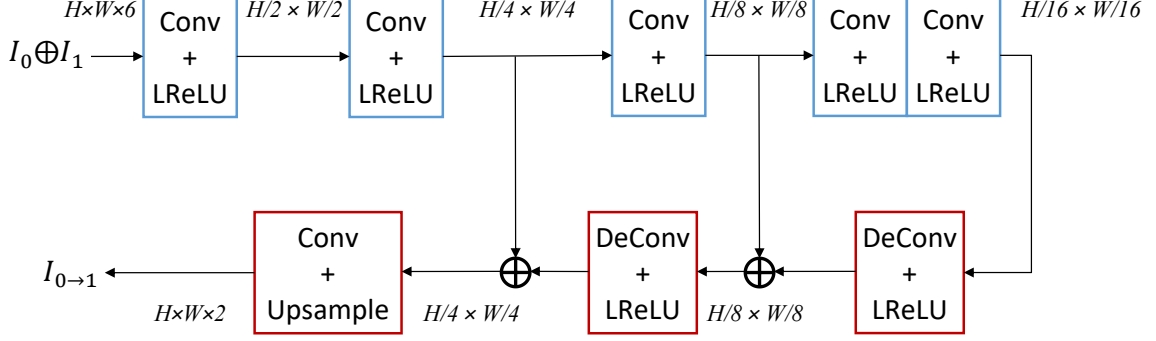 H×W×6
H/2 × W/2
H/4 × W/4
H/8 × W/8
H/16 × W/16
I₀⊕I₁
Conv
+
LReLU
Conv
+
LReLU
Conv
+
LReLU
Conv
+
LReLU
Conv
+
LReLU
I₀→₁
Conv
+
Upsample
DeConv
+
LReLU
DeConv
+
LReLU
H×W×2
H/4 × W/4
H/8 × W/8